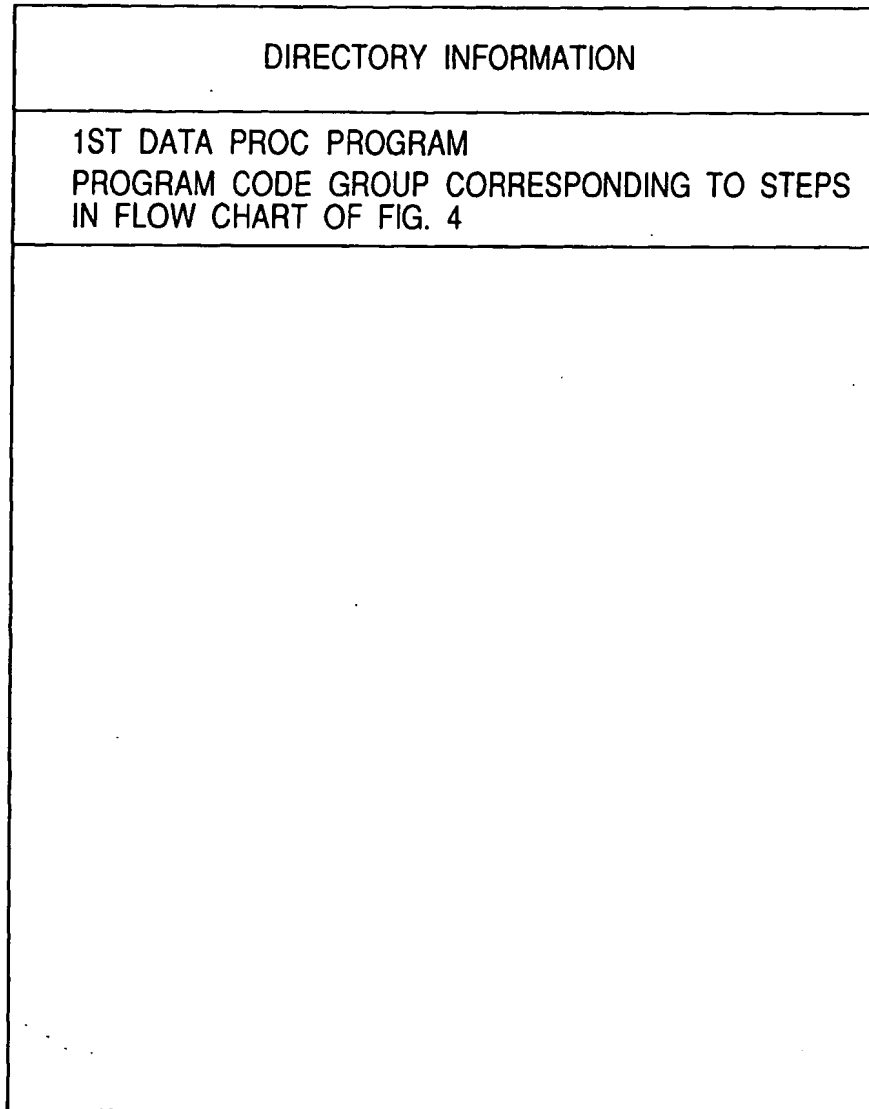 DIRECTORY INFORMATION
1ST DATA PROC PROGRAM
PROGRAM CODE GROUP CORRESPONDING TO STEPS
IN FLOW CHART OF FIG. 4